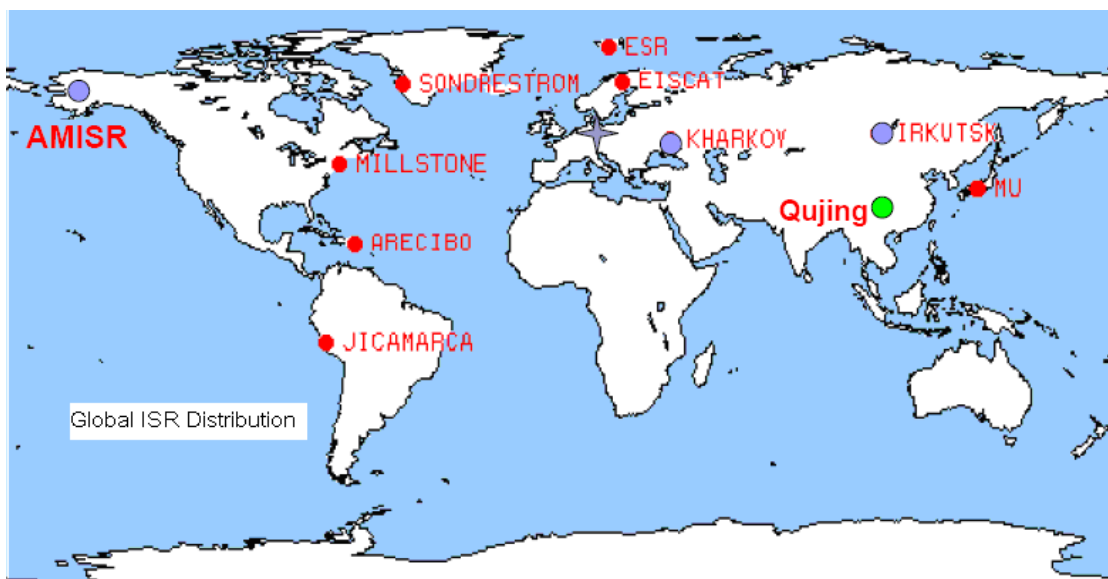 ESR
SONDRESTROM
EISCAT
AMISR
KHARKOV
IRKUTSK
MILLSTONE
MU
Qujing
ARECIBO
JICAMARCA
Global ISR Distribution